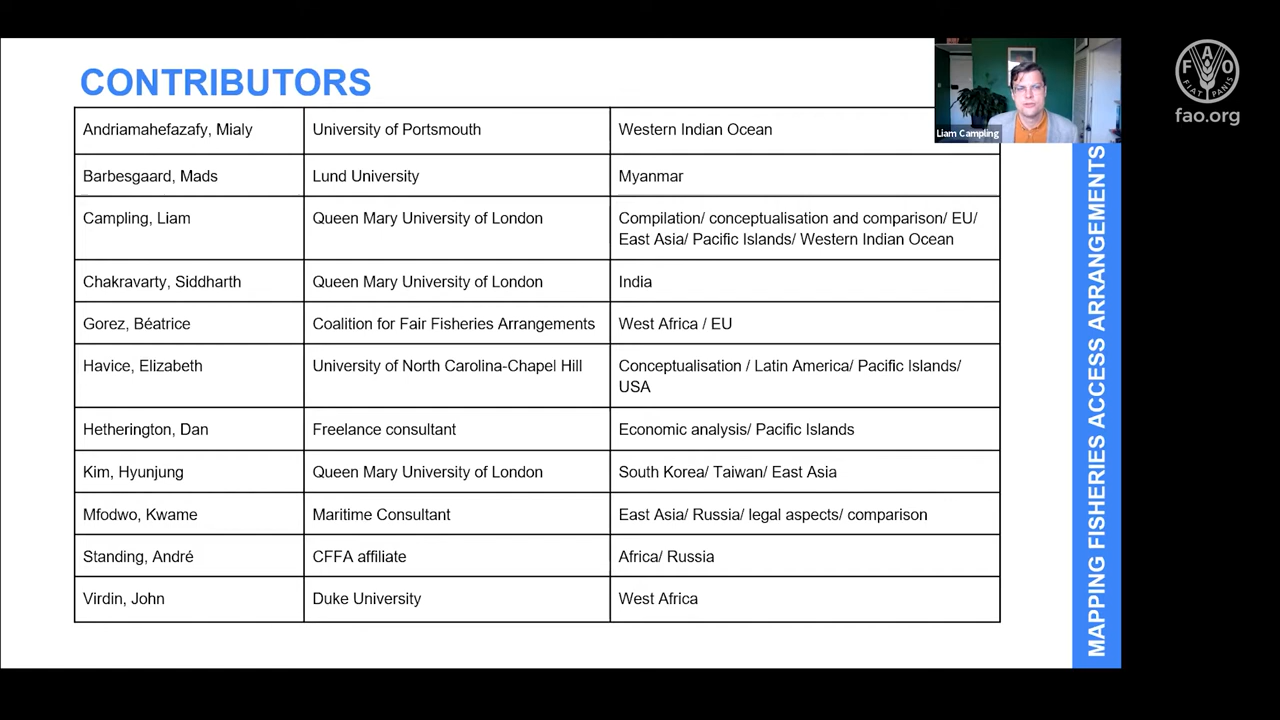 CONTRIBUTORS
Andriamahefazafy, Mialy University of Portsmouth Western Indian Ocean
Barbesgaard, Mads Lund University Myanmar
Campling, Liam Queen Mary University of London Compilation/ conceptualisation and comparison/ EU/
East Asia/ Pacific Islands/ Western Indian Ocean
Chakravarty, Siddharth Queen Mary University of London India
Gorez, Béatrice Coalition for Fair Fisheries Arrangements West Africa / EU
Havice, Elizabeth University of North Carolina-Chapel Hill Conceptualisation / Latin America/ Pacific Islands/
USA
Hetherington, Dan Freelance consultant Economic analysis/ Pacific Islands
Kim, Hyunjung Queen Mary University of London South Korea/ Taiwan/ East Asia
Mfodwo, Kwame Maritime Consultant East Asia/ Russia/ legal aspects/ comparison
Standing, André CFFA affiliate Africa/ Russia
Virdin, John Duke University West Africa
Liam Campling
MAPPING FISHERIES ACCESS ARRANGEMENTS
FAO
FIAT PANIS
fao.org